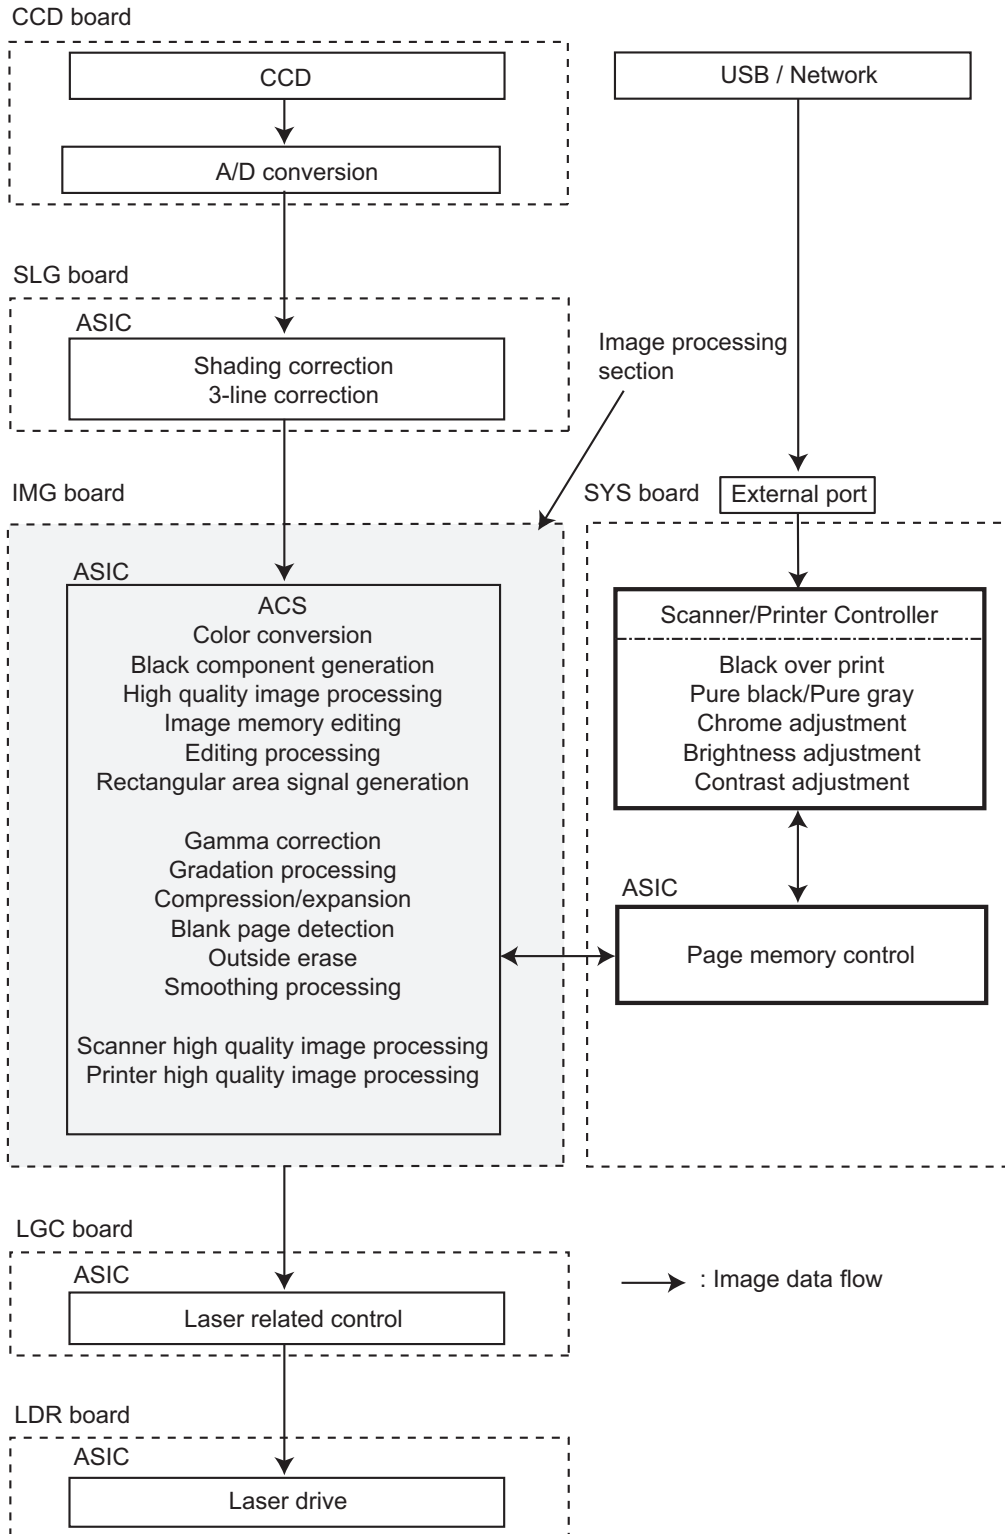 CCD board
CCD
A/D conversion
USB / Network
SLG board
ASIC
Shading correction
3-line correction
Image processing
section
IMG board
ASIC
ACS
Color conversion
Black component generation
High quality image processing
Image memory editing
Editing processing
Rectangular area signal generation
Gamma correction
Gradation processing
Compression/expansion
Blank page detection
Outside erase
Smoothing processing
Scanner high quality image processing
Printer high quality image processing
SYS board
External port
Scanner/Printer Controller
Black over print
Pure black/Pure gray
Chrome adjustment
Brightness adjustment
Contrast adjustment
ASIC
Page memory control
LGC board
ASIC
Laser related control
: Image data flow
LDR board
ASIC
Laser drive